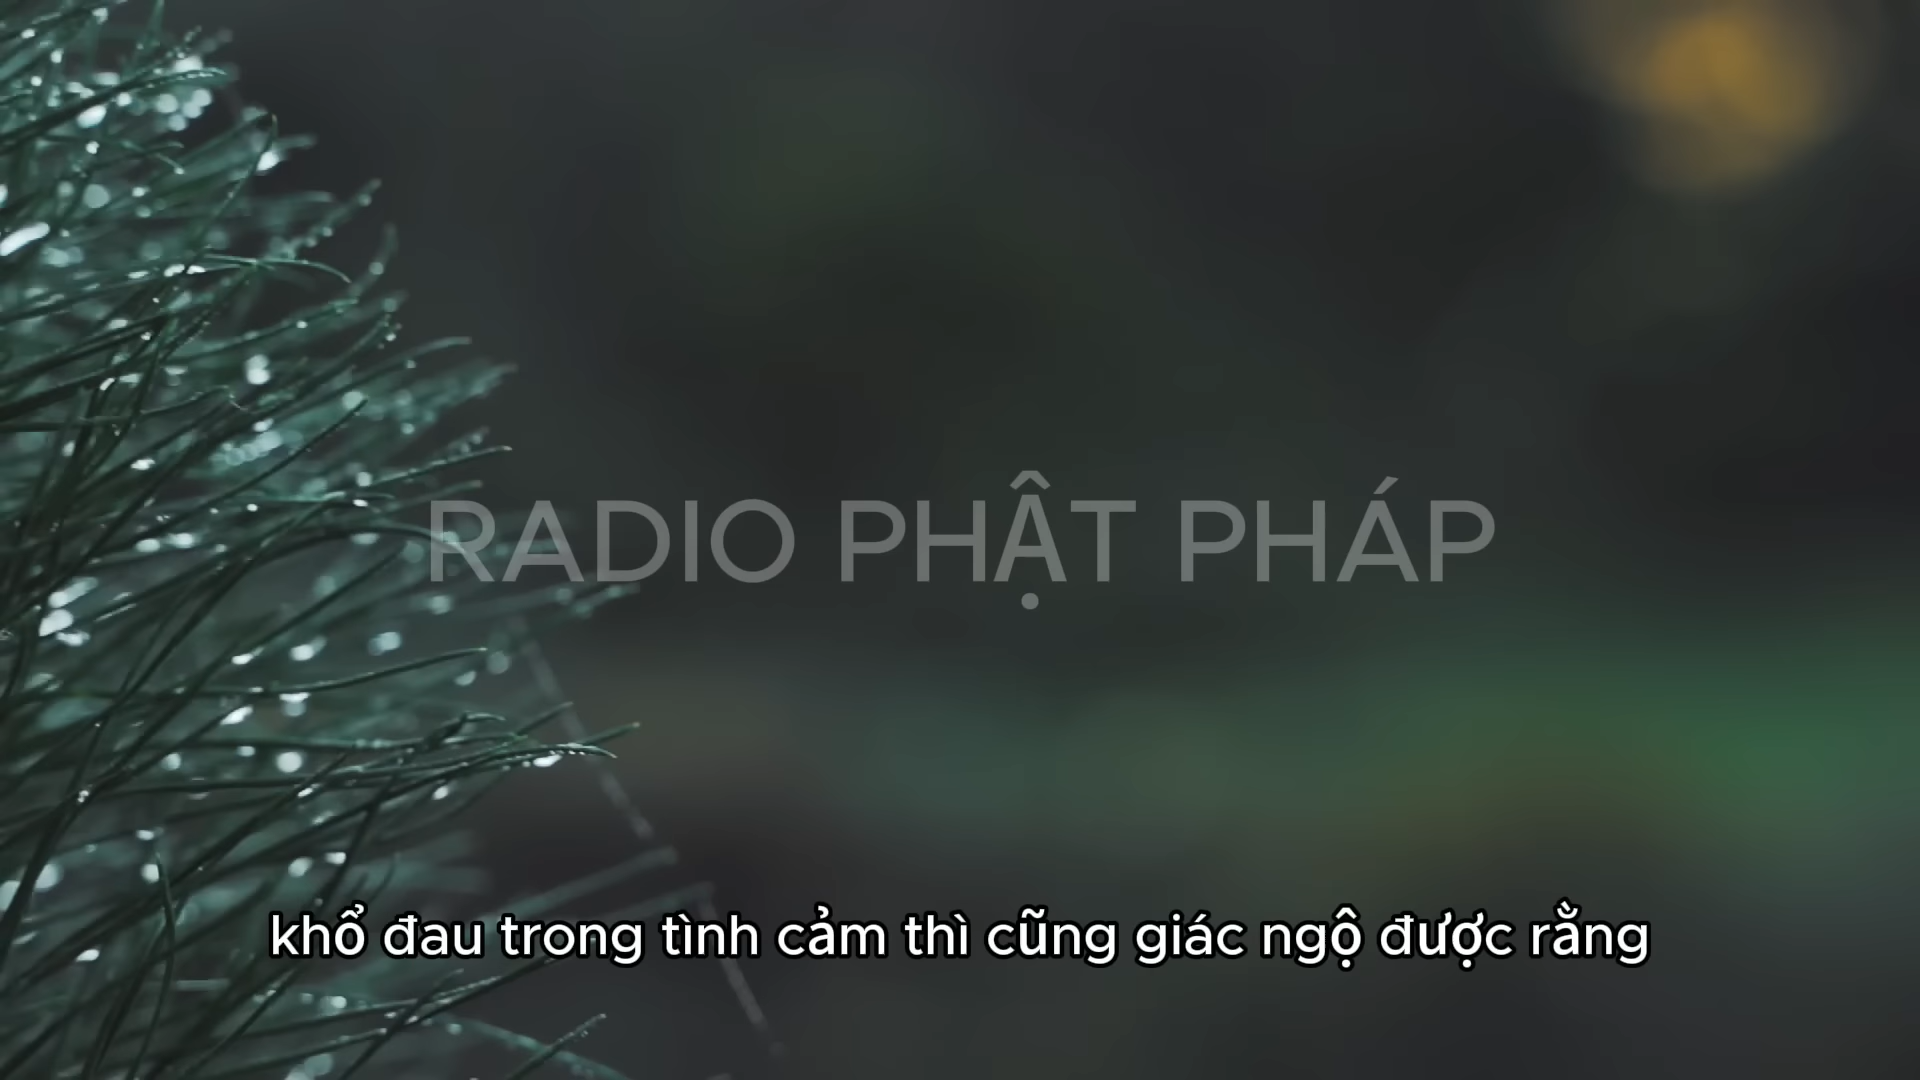 RADIO PHẬT PHÁP
khổ đau trong tình cảm thì cũng giác ngộ được rằng